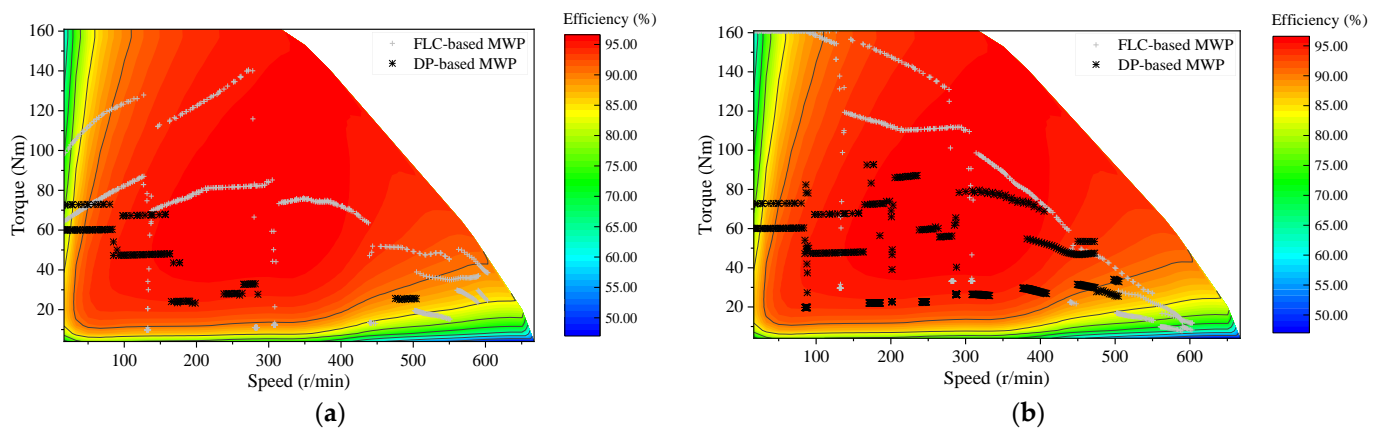 Efficiency (%)
FLC-based MWP
DP-based MWP
160
140
120
100
80
60
40
20
Torque (Nm)
100 200 300 400 500 600
Speed (r/min)
95.00
90.00
85.00
80.00
75.00
70.00
65.00
60.00
55.00
50.00
(a)
Efficiency (%)
FLC-based MWP
DP-based MWP
160
140
120
100
80
60
40
20
Torque (Nm)
100 200 300 400 500 600
Speed (r/min)
95.00
90.00
85.00
80.00
75.00
70.00
65.00
60.00
55.00
50.00
(b)